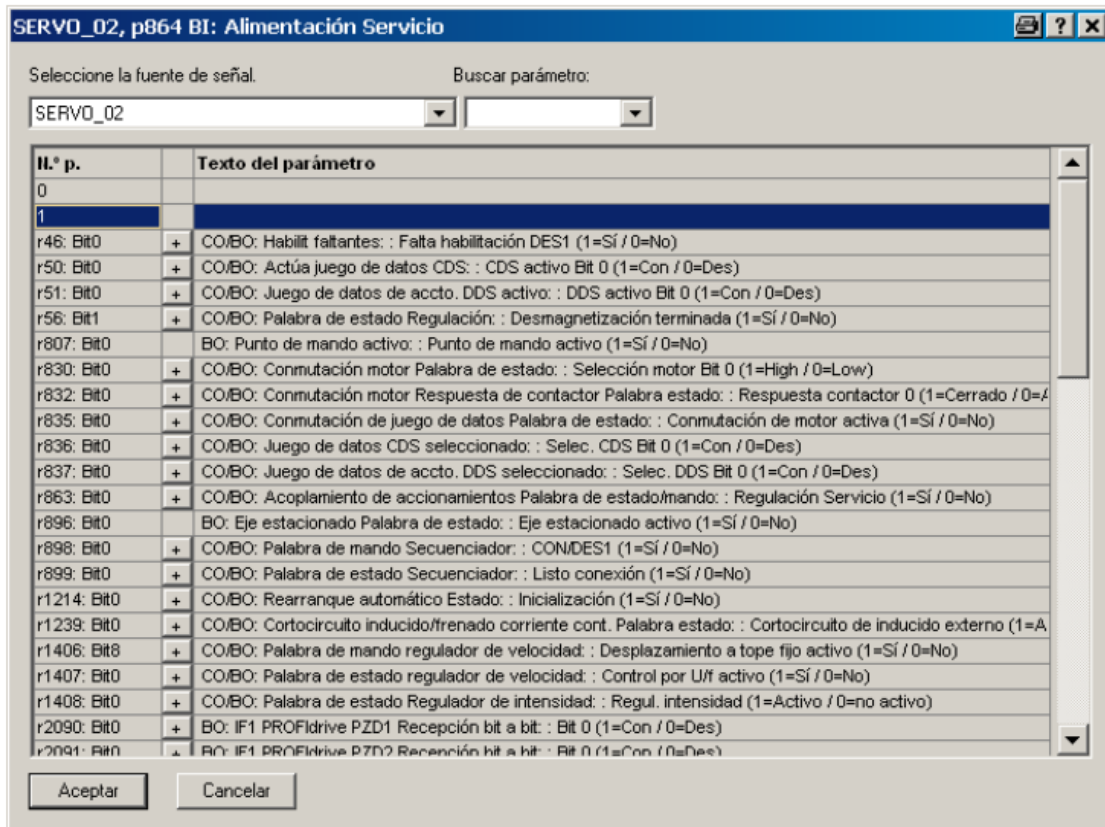 SERVO_02, p864 BI: Alimentación Servicio
Seleccione la fuente de señal. Buscar parámetro:
SERVO_02
N.º p. Texto del parámetro
0
1
r46: Bit0 + CO/BO: Habilit faltantes: : Falta habilitación DES1 (1=Sí / 0=No)
r50: Bit0 + CO/BO: Actúa juego de datos CDS: : CDS activo Bit 0 (1=Con / 0=Des)
r51: Bit0 + CO/BO: Juego de datos de accto. DDS activo: : DDS activo Bit 0 (1=Con / 0=Des)
r56: Bit1 + CO/BO: Palabra de estado Regulación: : Desmagnetización terminada (1=Sí / 0=No)
r807: Bit0 BO: Punto de mando activo: : Punto de mando activo (1=Sí / 0=No)
r830: Bit0 + CO/BO: Conmutación motor Palabra de estado: : Selección motor Bit 0 (1=High / 0=Low)
r832: Bit0 + CO/BO: Conmutación motor Respuesta de contactor Palabra estado: : Respuesta contactor 0 (1=Cerrado / 0=A
r835: Bit0 + CO/BO: Conmutación de juego de datos Palabra de estado: : Conmutación de motor activa (1=Sí / 0=No)
r836: Bit0 + CO/BO: Juego de datos CDS seleccionado: : Selec. CDS Bit 0 (1=Con / 0=Des)
r837: Bit0 + CO/BO: Juego de datos de accto. DDS seleccionado: : Selec. DDS Bit 0 (1=Con / 0=Des)
r863: Bit0 + CO/BO: Acoplamiento de accionamientos Palabra de estado/mando: : Regulación Servicio (1=Sí / 0=No)
r896: Bit0 BO: Eje estacionado Palabra de estado: : Eje estacionado activo (1=Sí / 0=No)
r898: Bit0 + CO/BO: Palabra de mando Secuenciador: : CON/DES1 (1=Sí / 0=No)
r899: Bit0 + CO/BO: Palabra de estado Secuenciador: : Listo conexión (1=Sí / 0=No)
r1214: Bit0 + CO/BO: Rearranque automático Estado: : Inicialización (1=Sí / 0=No)
r1239: Bit0 + CO/BO: Cortocircuito inducido/frenado corriente cont. Palabra estado: : Cortocircuito de inducido externo (1=A
r1406: Bit8 + CO/BO: Palabra de mando regulador de velocidad: : Desplazamiento a tope fijo activo (1=Sí / 0=No)
r1407: Bit0 + CO/BO: Palabra de estado regulador de velocidad: : Control por U/f activo (1=Sí / 0=No)
r1408: Bit0 + CO/BO: Palabra de estado Regulador de intensidad: : Regul. intensidad (1=Activo / 0=no activo)
r2090: Bit0 + BO: IF1 PROFIdrive PZD1 Recepción bit a bit: : Bit 0 (1=Con / 0=Des)
r2091: Bit0 + BO: IF1 PROFIdrive PZD2 Recepción bit a bit: : Bit 0 (1=Con / 0=Des)
Aceptar Cancelar